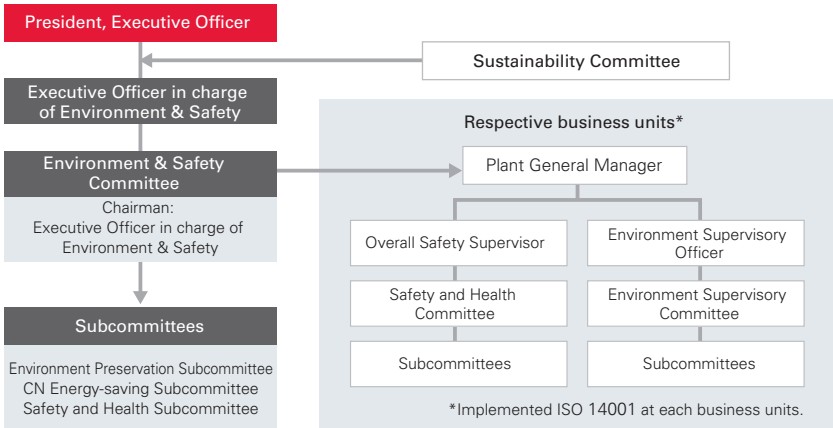 President, Executive Officer
Sustainability Committee
Executive Officer in charge
of Environment & Safety
Environment & Safety
Committee
Chairman:
Executive Officer in charge of
Environment & Safety
Subcommittees
Environment Preservation Subcommittee
CN Energy-saving Subcommittee
Safety and Health Subcommittee
Respective business units*
Plant General Manager
Overall Safety Supervisor
Safety and Health
Committee
Subcommittees
Environment Supervisory
Officer
Environment Supervisory
Committee
Subcommittees
*Implemented ISO 14001 at each business units.